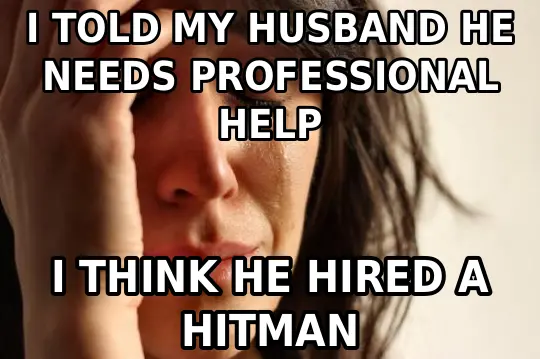 I TOLD MY HUSBAND HE
NEEDS PROFESSIONAL
HELP
I THINK HE HIRED A
HITMAN